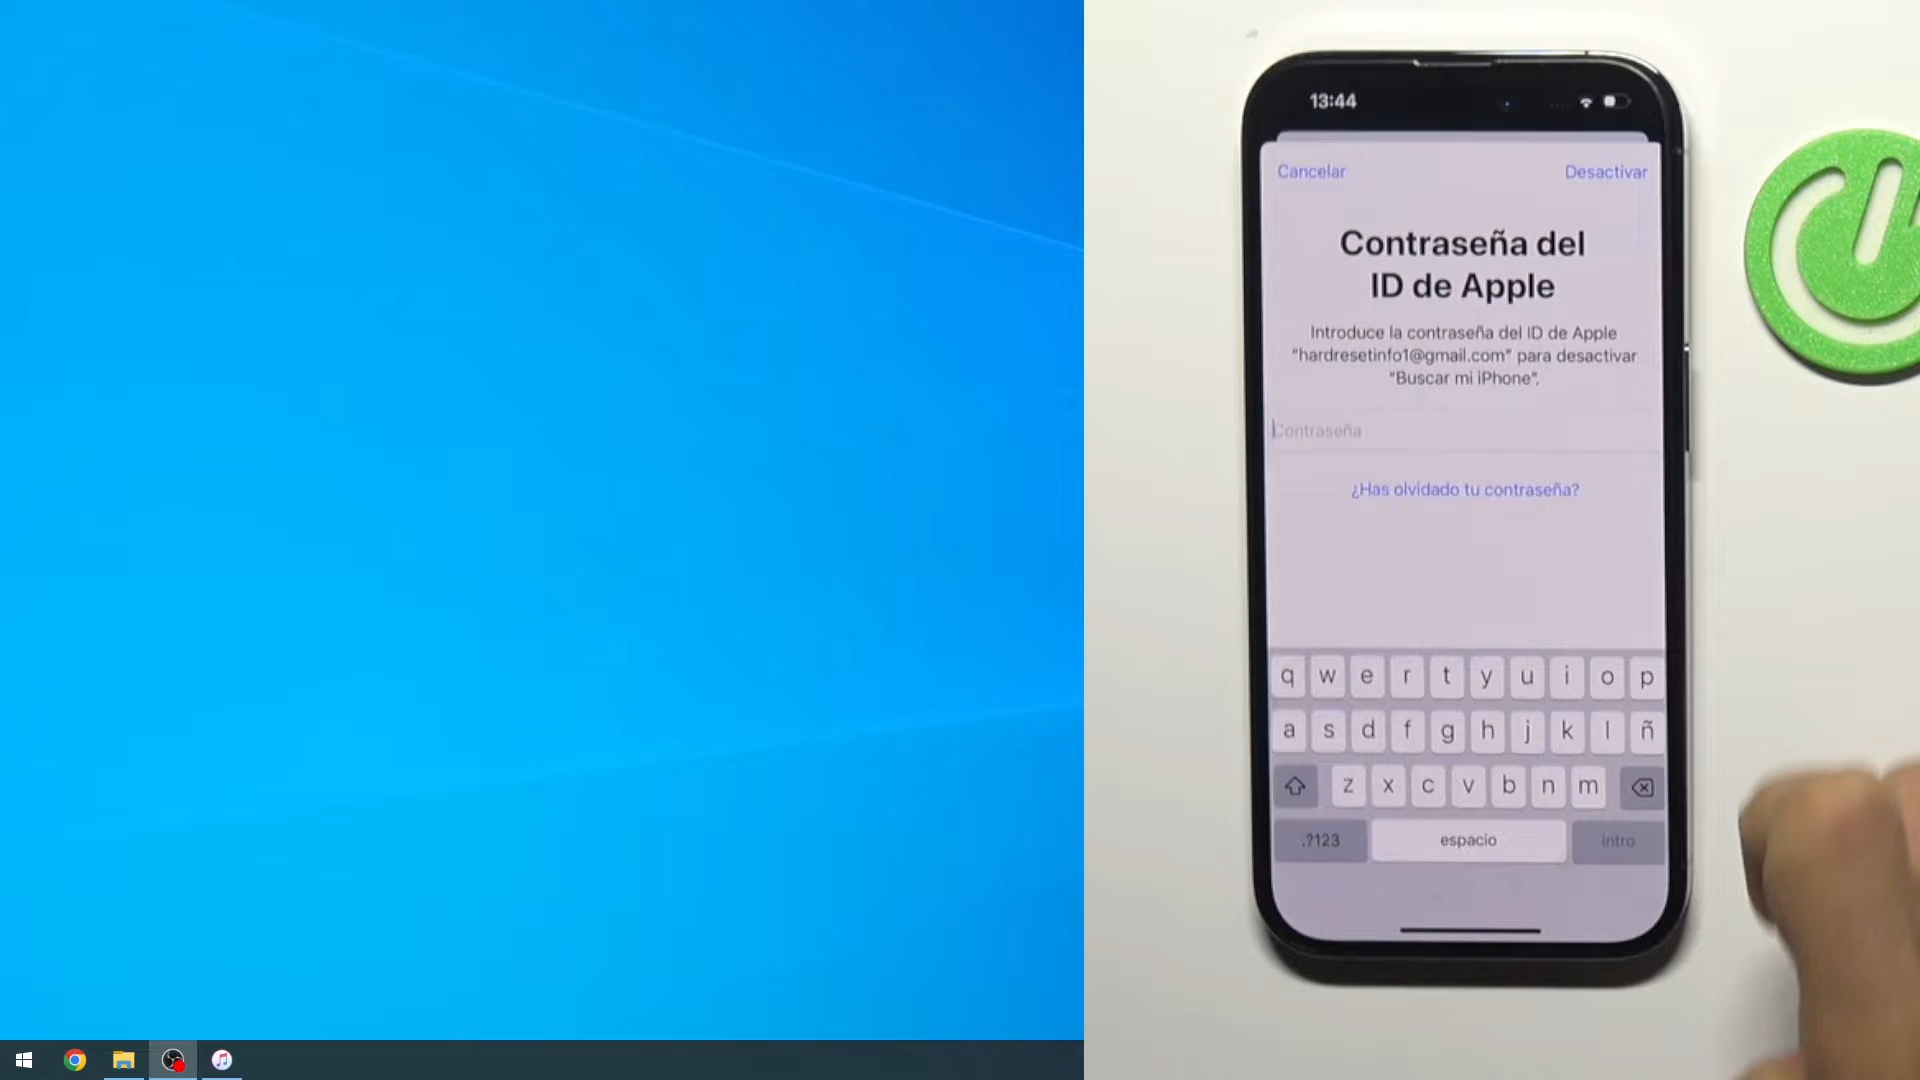 13:44
Cancelar
Desactivar
Contraseña del
ID de Apple
Introduce la contraseña del ID de Apple
"hardresetinfo1@gmail.com" para desactivar
"Buscar mi iPhone".
Contraseña
¿Has olvidado tu contraseña?
q w e r t y u i o p
a s d f g h j k l ñ
z x c v b n m
.?123 espacio intro